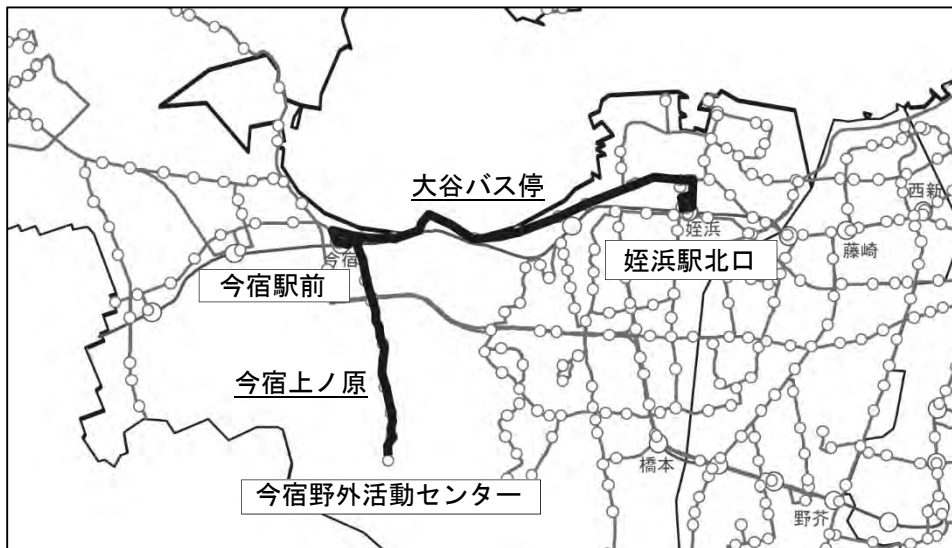 大谷バス停
西新
姪浜
藤崎
姪浜駅北口
今宿
今宿駅前
今宿上ノ原
橋本
今宿野外活動センター
野芥